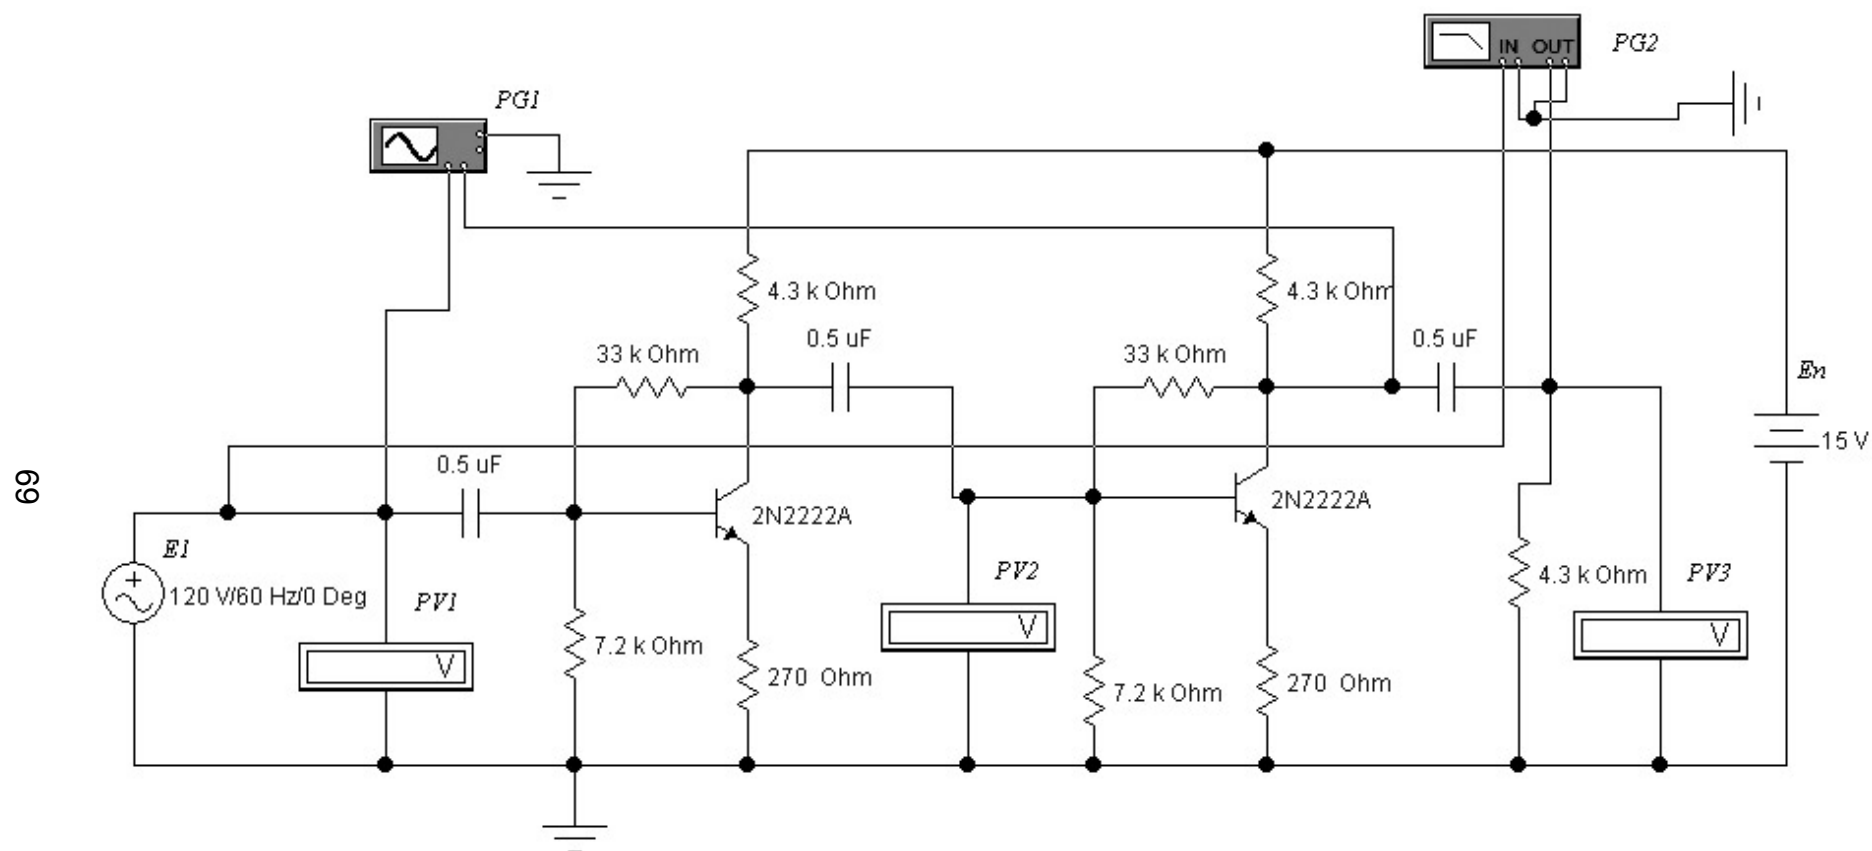 PG2
IN OUT
PG1
4.3 k Ohm
4.3 k Ohm
0.5 uF
0.5 uF
33 k Ohm
33 k Ohm
En
15 V
0.5 uF
69
2N2222A
2N2222A
E1
120 V/60 Hz/0 Deg
PV1
PV2
4.3 k Ohm
PV3
V
V
V
7.2 k Ohm
270 Ohm
7.2 k Ohm
270 Ohm